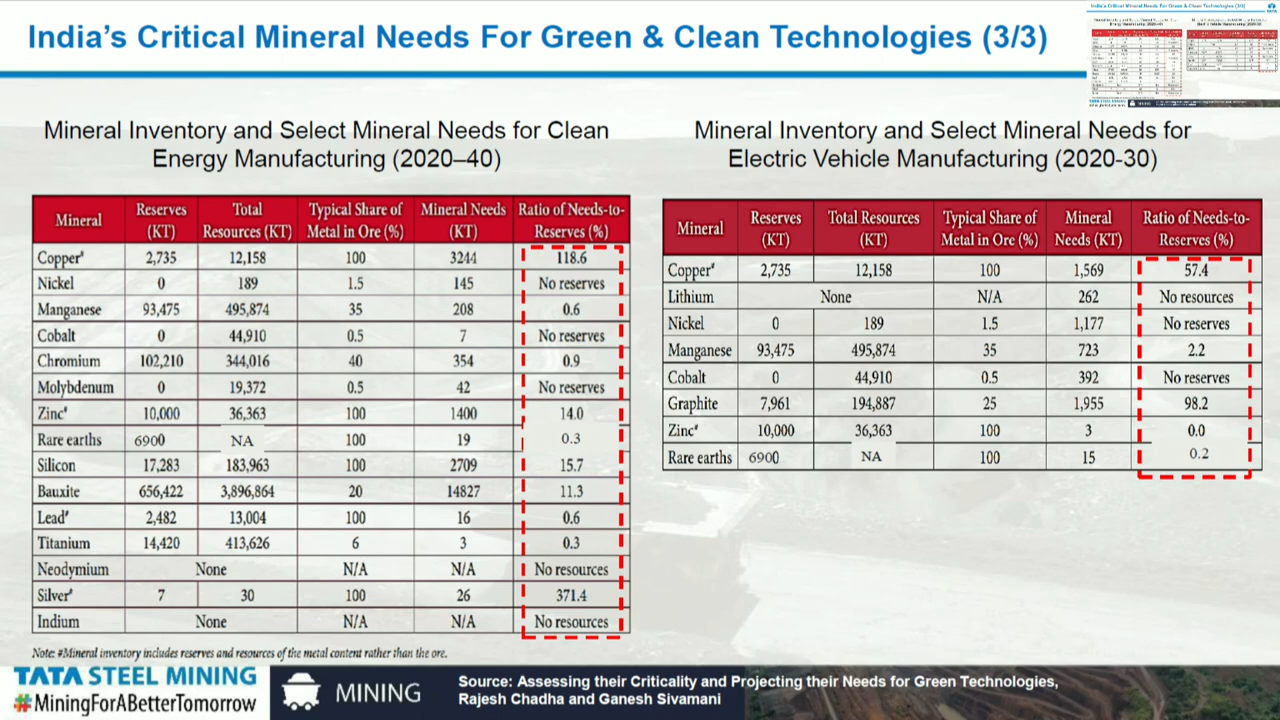 India's Critical Mineral Needs For Green & Clean Technologies (3/3)
Mineral Inventory and Select Mineral Needs for Clean
Energy Manufacturing (2020–40)
Mineral Reserves (KT) Total Resources (KT) Typical Share of Metal in Ore (%) Mineral Needs (KT) Ratio of Needs-to-Reserves (%)
Copper# 2,735 12,158 100 3244 118.6
Nickel 0 189 1.5 145 No reserves
Manganese 93,475 495,874 35 208 0.6
Cobalt 0 44,910 0.5 7 No reserves
Chromium 102,210 344,016 40 354 0.9
Molybdenum 0 19,372 0.5 42 No reserves
Zinc# 10,000 36,363 100 1400 14.0
Rare earths 6900 NA 100 19 0.3
Silicon 17,283 183,963 100 2709 15.7
Bauxite 656,422 3,896,864 20 14827 11.3
Lead# 2,482 13,004 100 16 0.6
Titanium 14,420 413,626 6 3 0.3
Neodymium None N/A N/A No resources
Silver# 7 30 100 26 371.4
Indium None N/A N/A No resources
Note: #Mineral inventory includes reserves and resources of the metal content rather than the ore.
Mineral Inventory and Select Mineral Needs for
Electric Vehicle Manufacturing (2020-30)
Mineral Reserves (KT) Total Resources (KT) Typical Share of Metal in Ore (%) Mineral Needs (KT) Ratio of Needs-to-Reserves (%)
Copper# 2,735 12,158 100 1,569 57.4
Lithium None N/A 262 No resources
Nickel 0 189 1.5 1,177 No reserves
Manganese 93,475 495,874 35 723 2.2
Cobalt 0 44,910 0.5 392 No reserves
Graphite 7,961 194,887 25 1,955 98.2
Zinc# 10,000 36,363 100 3 0.0
Rare earths 6900 NA 100 15 0.2
TATA STEEL MINING
#MiningForABetterTomorrow
MINING
Source: Assessing their Criticality and Projecting their Needs for Green Technologies,
Rajesh Chadha and Ganesh Sivamani
India's Critical Mineral Needs For Green & Clean Technologies (3/3)
TATA